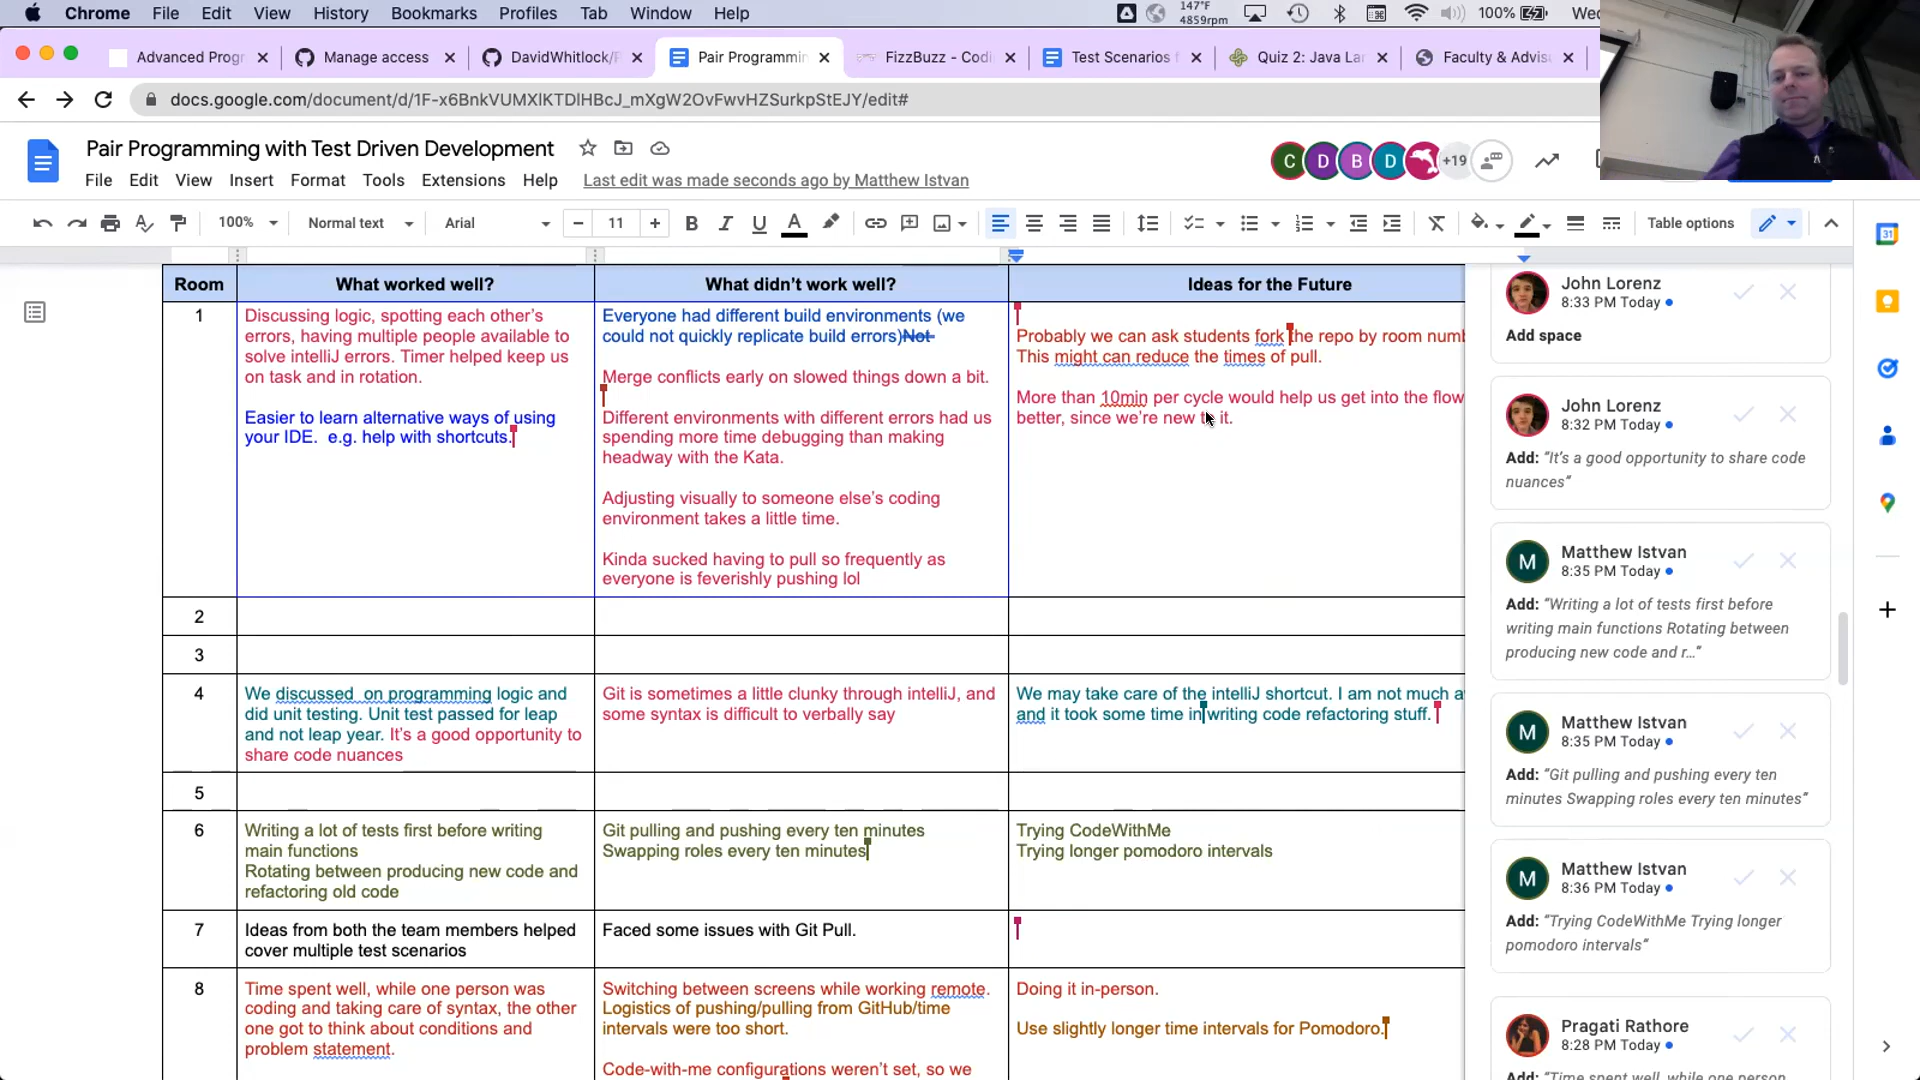 Chrome File Edit View History Bookmarks Profiles Tab Window Help 147°F 4859rpm 100% Wed
Advanced Progr Manage access DavidWhitlock/P Pair Programmin FizzBuzz - Codi Test Scenarios f Quiz 2: Java Lan Faculty & Advis
docs.google.com/document/d/1F-x6BnkVUMXIKTDlHBcJ_mXgW2OvFwvHZSurkpStEJY/edit#
Pair Programming with Test Driven Development
C D B D +19
File Edit View Insert Format Tools Extensions Help Last edit was made seconds ago by Matthew Istvan
100% Normal text Arial 11 Table options
Room What worked well? What didn't work well? Ideas for the Future
1
Discussing logic, spotting each other's
errors, having multiple people available to
solve intelliJ errors. Timer helped keep us
on task and in rotation.
Easier to learn alternative ways of using
your IDE. e.g. help with shortcuts.
Everyone had different build environments (we
could not quickly replicate build errors)Not
Merge conflicts early on slowed things down a bit.
Different environments with different errors had us
spending more time debugging than making
headway with the Kata.
Adjusting visually to someone else's coding
environment takes a little time.
Kinda sucked having to pull so frequently as
everyone is feverishly pushing lol
Probably we can ask students fork the repo by room numb
This might can reduce the times of pull.
More than 10min per cycle would help us get into the flow
better, since we're new to it.
2
3
4
We discussed on programming logic and
did unit testing. Unit test passed for leap
and not leap year. It's a good opportunity to
share code nuances
Git is sometimes a little clunky through intelliJ, and
some syntax is difficult to verbally say
We may take care of the intelliJ shortcut. I am not much a
and it took some time in writing code refactoring stuff.
5
6
Writing a lot of tests first before writing
main functions
Rotating between producing new code and
refactoring old code
Git pulling and pushing every ten minutes
Swapping roles every ten minutes
Trying CodeWithMe
Trying longer pomodoro intervals
7
Ideas from both the team members helped
cover multiple test scenarios
Faced some issues with Git Pull.
8
Time spent well, while one person was
coding and taking care of syntax, the other
one got to think about conditions and
problem statement.
Switching between screens while working remote.
Logistics of pushing/pulling from GitHub/time
intervals were too short.
Code-with-me configurations weren't set, so we
Doing it in-person.
Use slightly longer time intervals for Pomodoro.
John Lorenz
8:33 PM Today
Add space
John Lorenz
8:32 PM Today
Add: “It's a good opportunity to share code
nuances”
M Matthew Istvan
8:35 PM Today
Add: “Writing a lot of tests first before
writing main functions Rotating between
producing new code and r...”
M Matthew Istvan
8:35 PM Today
Add: “Git pulling and pushing every ten
minutes Swapping roles every ten minutes”
M Matthew Istvan
8:36 PM Today
Add: “Trying CodeWithMe Trying longer
pomodoro intervals”
Pragati Rathore
8:28 PM Today
Add: “Time spent well, while one person
31